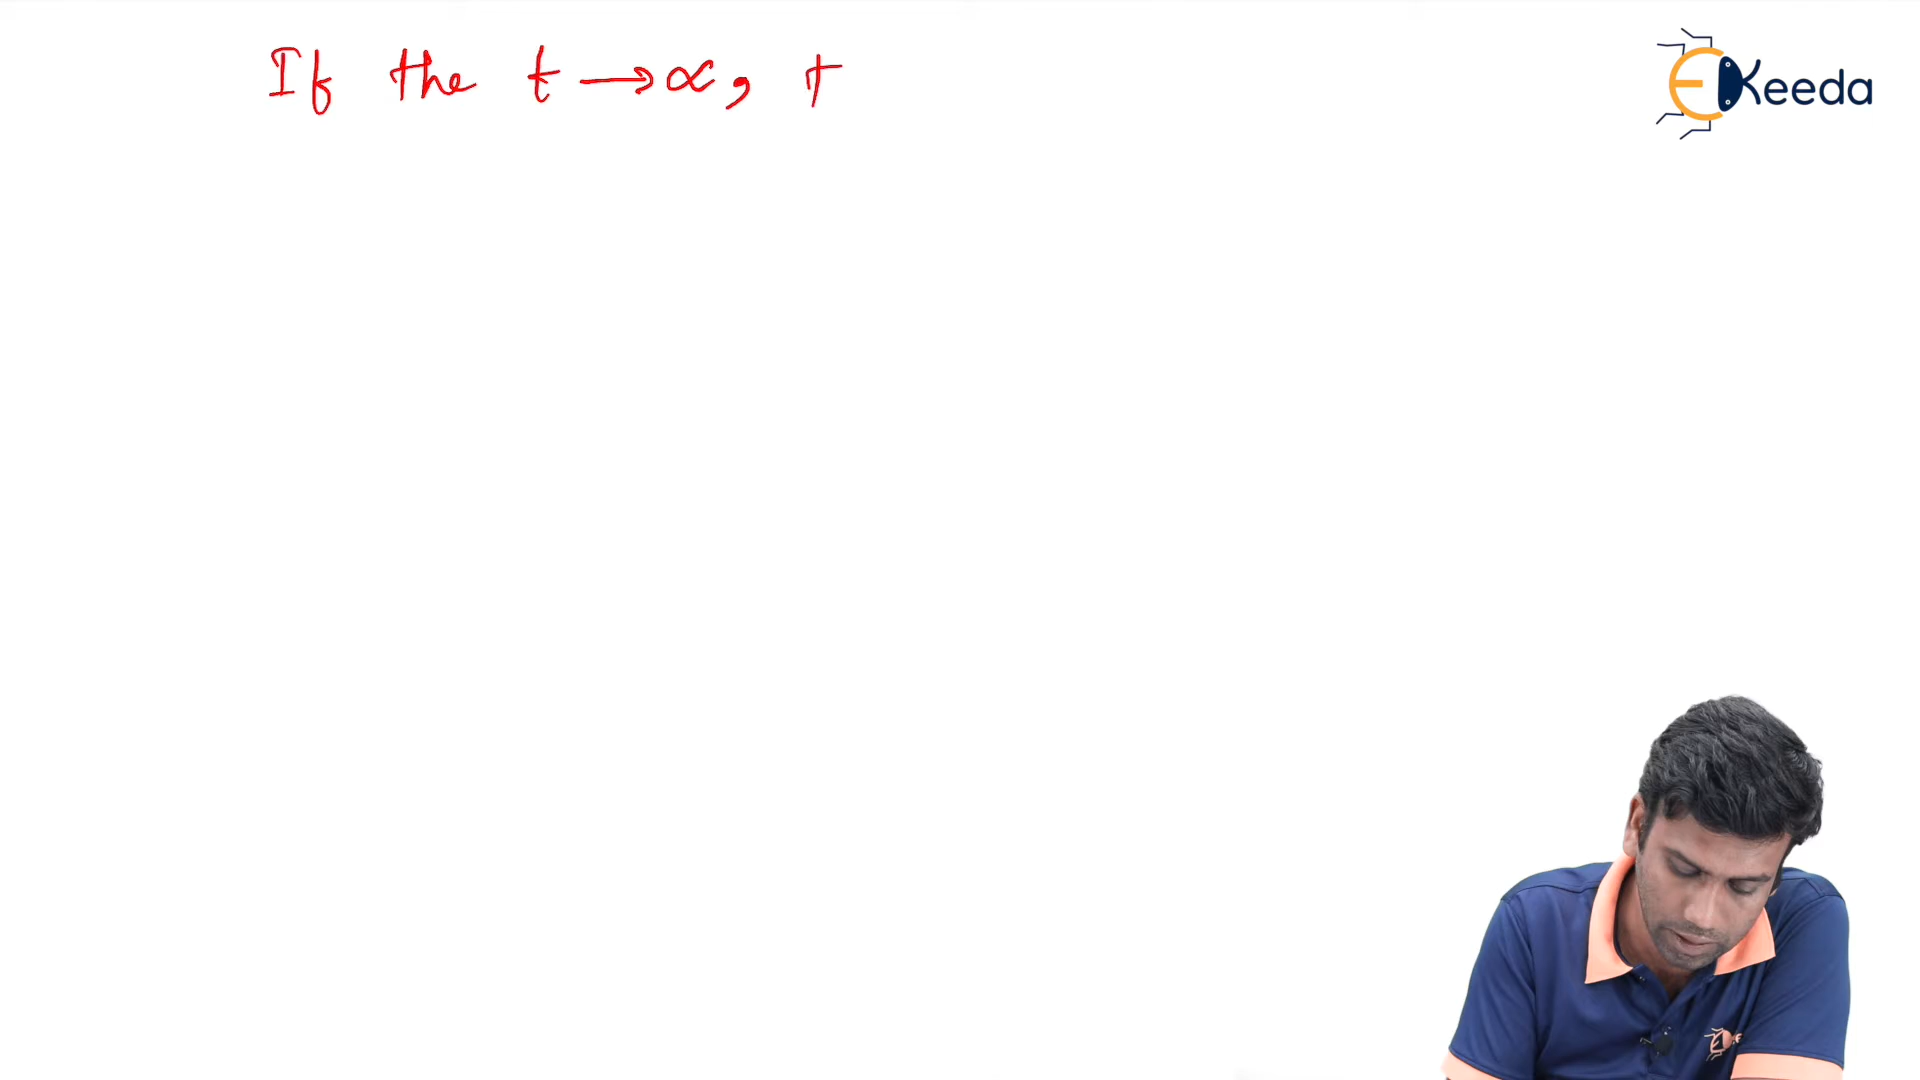 If the t → ∝, t
EKeeda